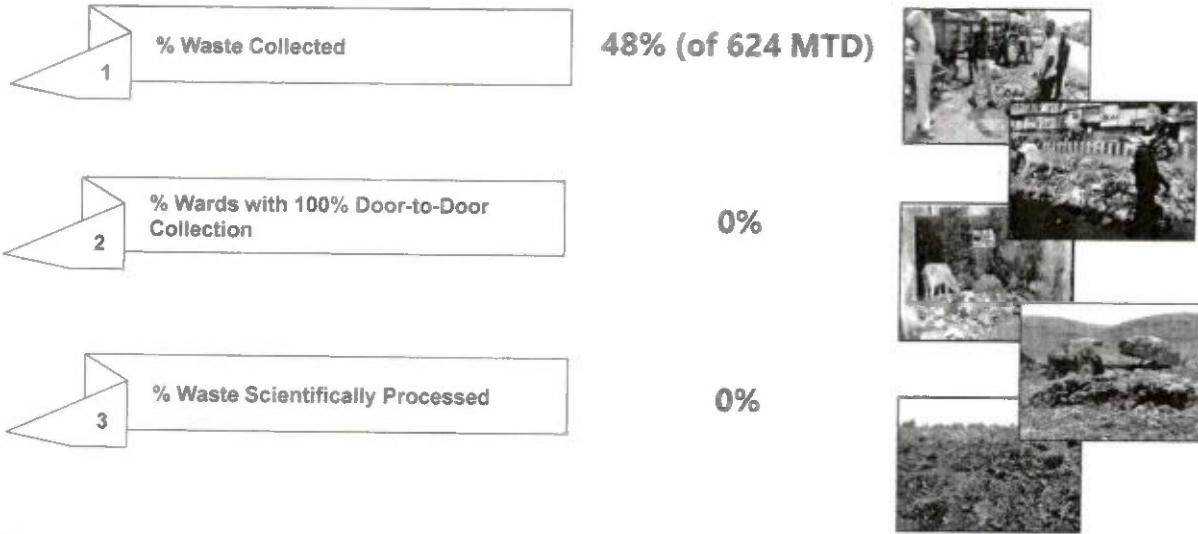 1
% Waste Collected
48% (of 624 MTD)
2
% Wards with 100% Door-to-Door
Collection
0%
3
% Waste Scientifically Processed
0%